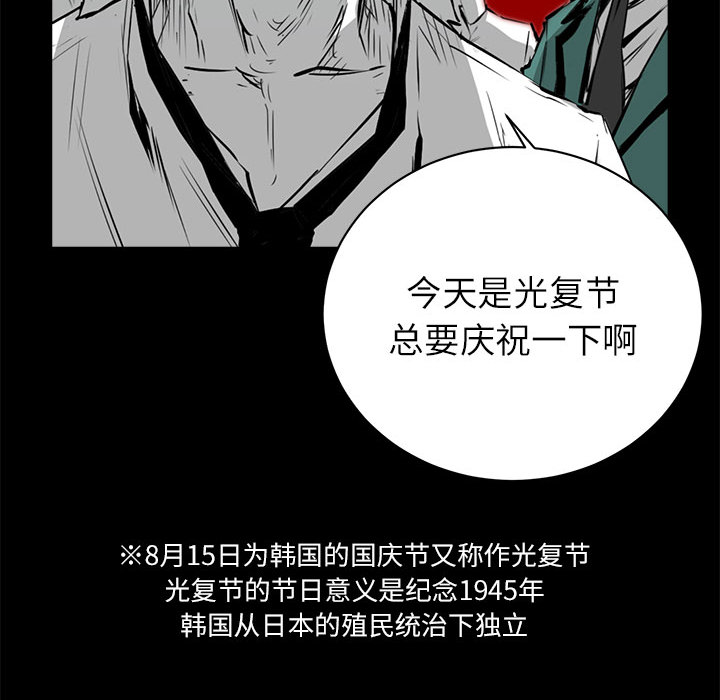 今天是光复节
总要庆祝一下啊
※8月15日为韩国的国庆节又称作光复节
光复节的节日意义是纪念1945年
韩国从日本的殖民统治下独立